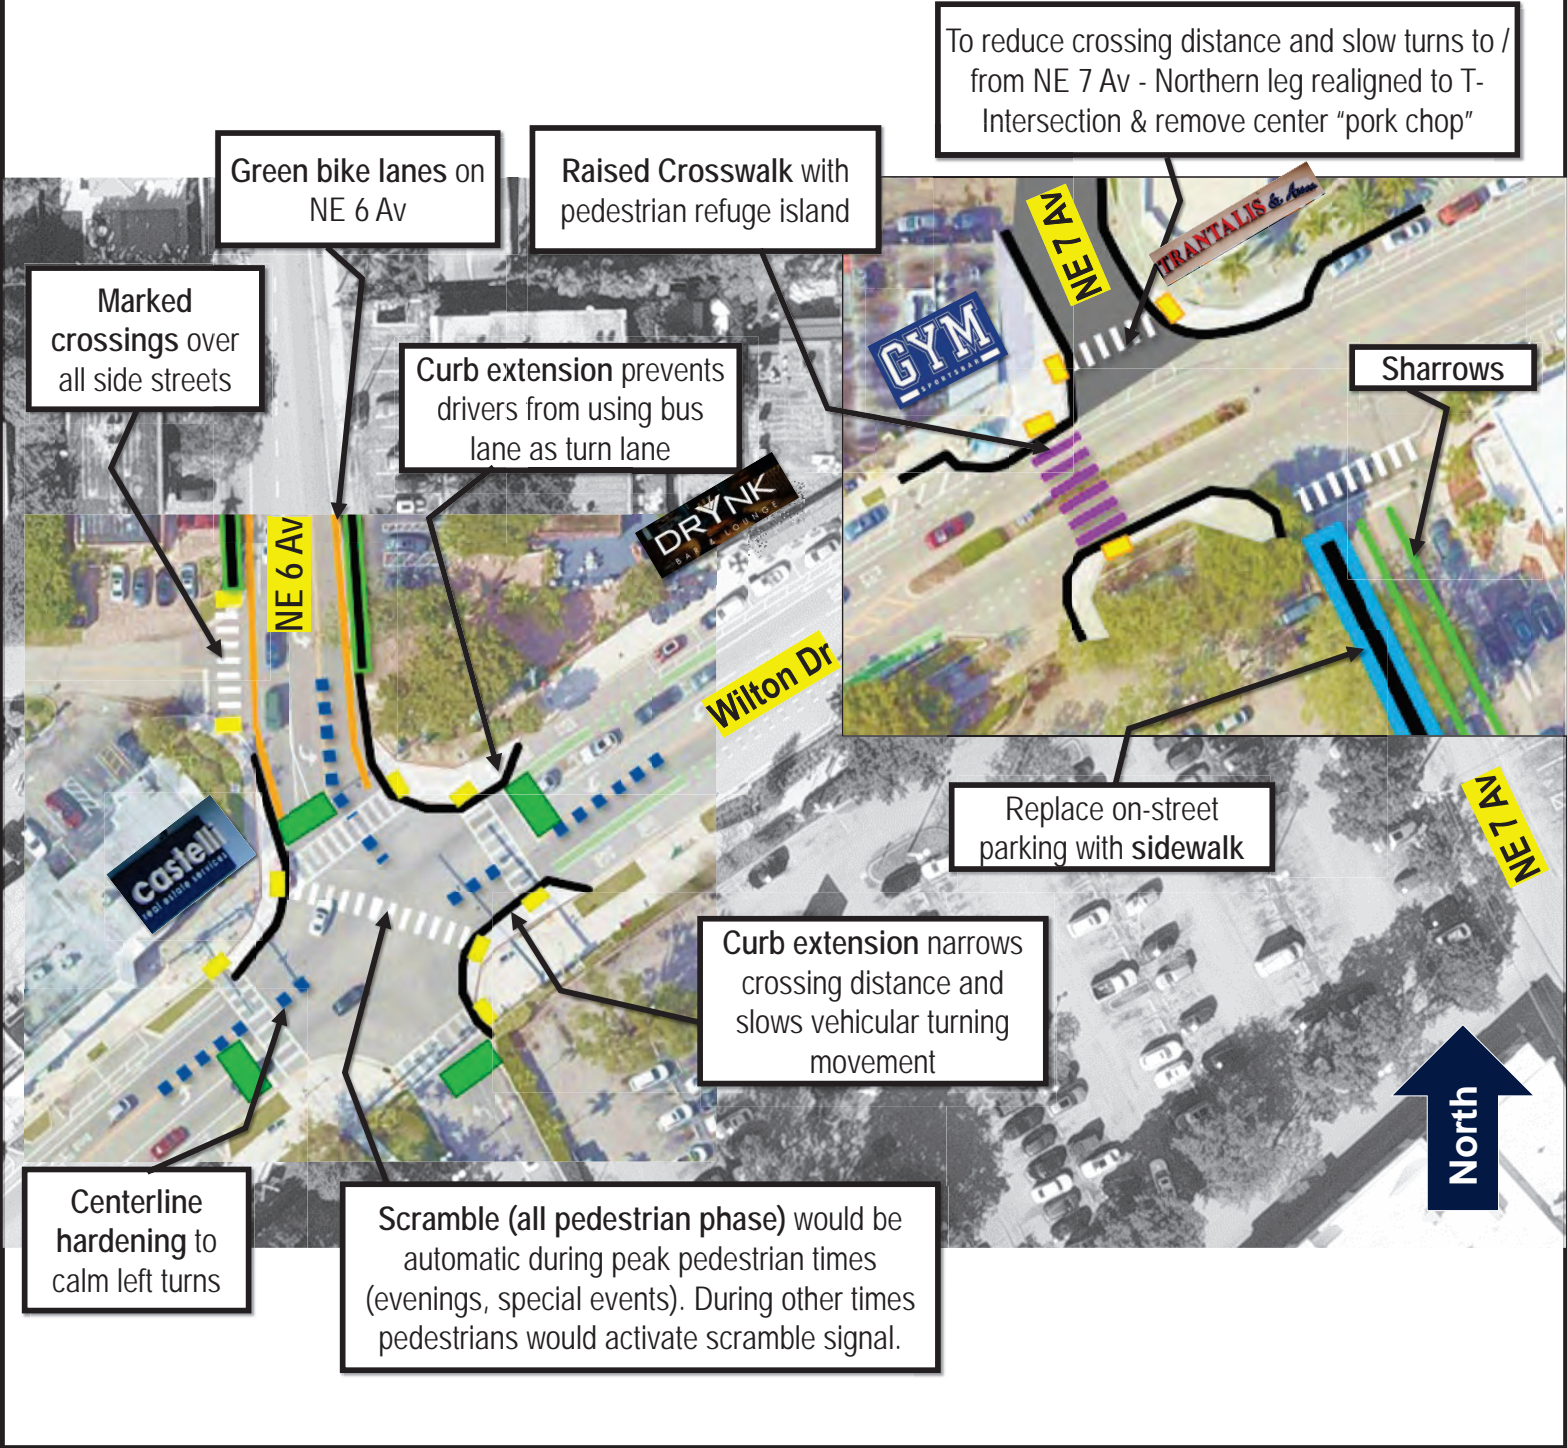 To reduce crossing distance and slow turns to /
from NE 7 Av - Northern leg realigned to T-
Intersection & remove center “pork chop”
Green bike lanes on
NE 6 Av
Raised Crosswalk with
pedestrian refuge island
NE 7 AV
TRANTALIS & Assoc
Marked
crossings over
all side streets
Curb extension prevents
drivers from using bus
lane as turn lane
GYM
SPORTSBAR
Sharrows
DRYNK
BAR & LOUNGE
NE 6 Av
Wilton Dr
castelli
real estate services
Replace on-street
parking with sidewalk
NE 7 AV
Curb extension narrows
crossing distance and
slows vehicular turning
movement
North
Centerline
hardening to
calm left turns
Scramble (all pedestrian phase) would be
automatic during peak pedestrian times
(evenings, special events). During other times
pedestrians would activate scramble signal.